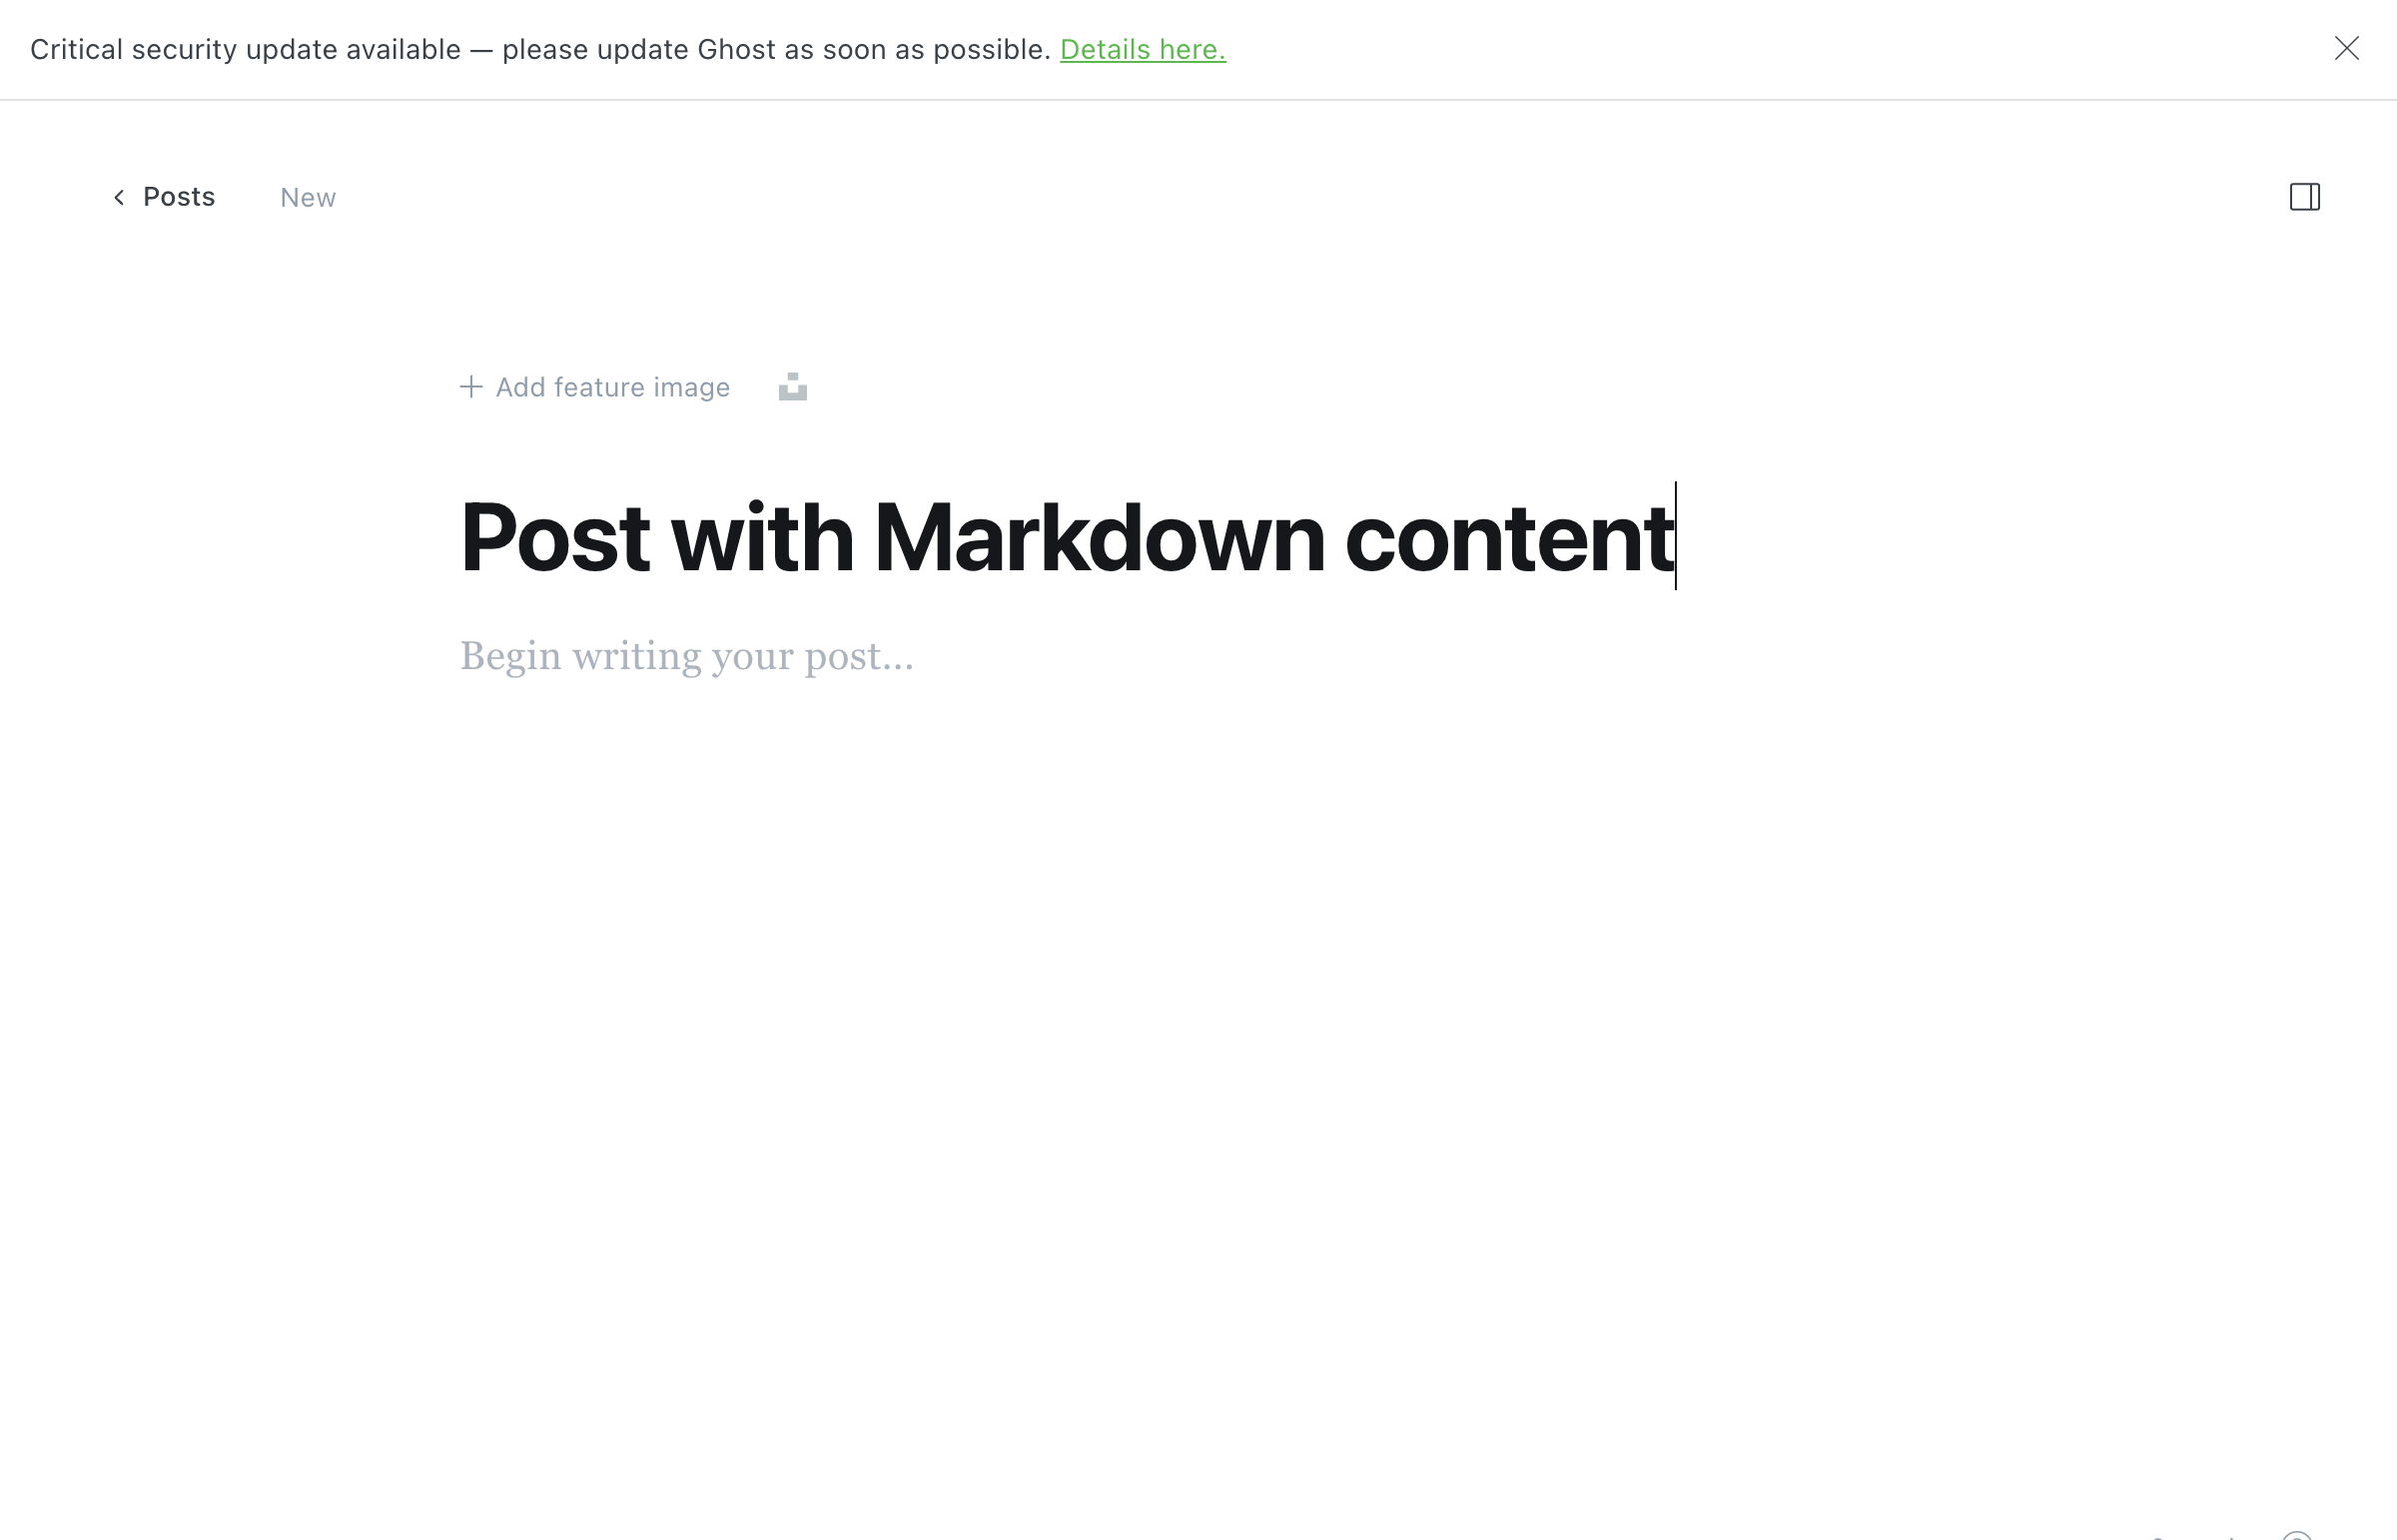 Critical security update available — please update Ghost as soon as possible. Details here.
Posts New
Add feature image
Post with Markdown content
Begin writing your post...